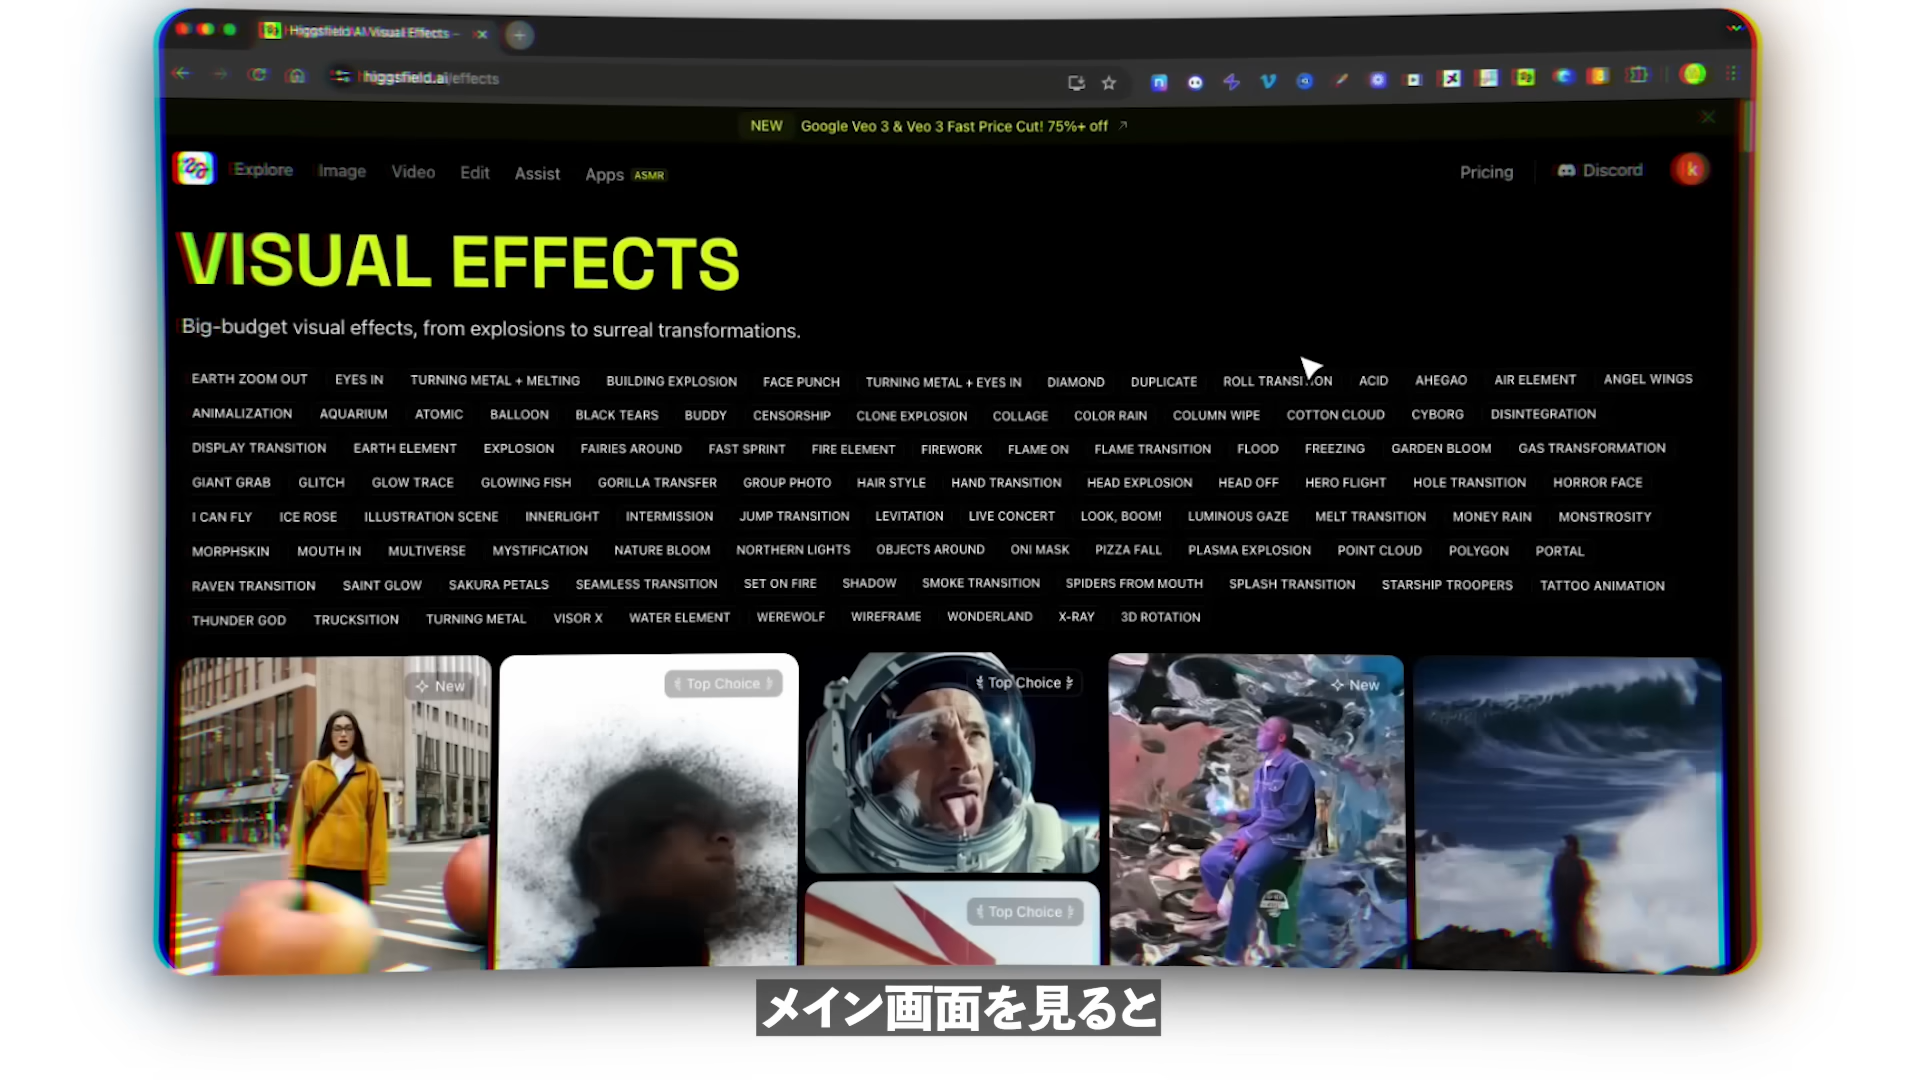 Higgsfield AI Visual Effects –
higgsfield.ai/effects
NEW Google Veo 3 & Veo 3 Fast Price Cut! 75%+ off
Explore Image Video Edit Assist Apps ASMR Pricing Discord k
VISUAL EFFECTS
Big-budget visual effects, from explosions to surreal transformations.
EARTH ZOOM OUT EYES IN TURNING METAL + MELTING BUILDING EXPLOSION FACE PUNCH TURNING METAL + EYES IN DIAMOND DUPLICATE ROLL TRANSITION ACID AHEGAO AIR ELEMENT ANGEL WINGS
ANIMALIZATION AQUARIUM ATOMIC BALLOON BLACK TEARS BUDDY CENSORSHIP CLONE EXPLOSION COLLAGE COLOR RAIN COLUMN WIPE COTTON CLOUD CYBORG DISINTEGRATION
DISPLAY TRANSITION EARTH ELEMENT EXPLOSION FAIRIES AROUND FAST SPRINT FIRE ELEMENT FIREWORK FLAME ON FLAME TRANSITION FLOOD FREEZING GARDEN BLOOM GAS TRANSFORMATION
GIANT GRAB GLITCH GLOW TRACE GLOWING FISH GORILLA TRANSFER GROUP PHOTO HAIR STYLE HAND TRANSITION HEAD EXPLOSION HEAD OFF HERO FLIGHT HOLE TRANSITION HORROR FACE
I CAN FLY ICE ROSE ILLUSTRATION SCENE INNERLIGHT INTERMISSION JUMP TRANSITION LEVITATION LIVE CONCERT LOOK, BOOM! LUMINOUS GAZE MELT TRANSITION MONEY RAIN MONSTROSITY
MORPHSKIN MOUTH IN MULTIVERSE MYSTIFICATION NATURE BLOOM NORTHERN LIGHTS OBJECTS AROUND ONI MASK PIZZA FALL PLASMA EXPLOSION POINT CLOUD POLYGON PORTAL
RAVEN TRANSITION SAINT GLOW SAKURA PETALS SEAMLESS TRANSITION SET ON FIRE SHADOW SMOKE TRANSITION SPIDERS FROM MOUTH SPLASH TRANSITION STARSHIP TROOPERS TATTOO ANIMATION
THUNDER GOD TRUCKSITION TURNING METAL VISOR X WATER ELEMENT WEREWOLF WIREFRAME WONDERLAND X-RAY 3D ROTATION
New Top Choice Top Choice New
Top Choice
メイン画面を見ると